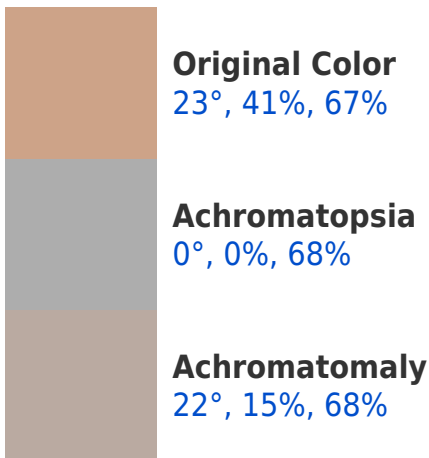 Original Color
23°, 41%, 67%
Achromatopsia
0°, 0%, 68%
Achromatomaly
22°, 15%, 68%